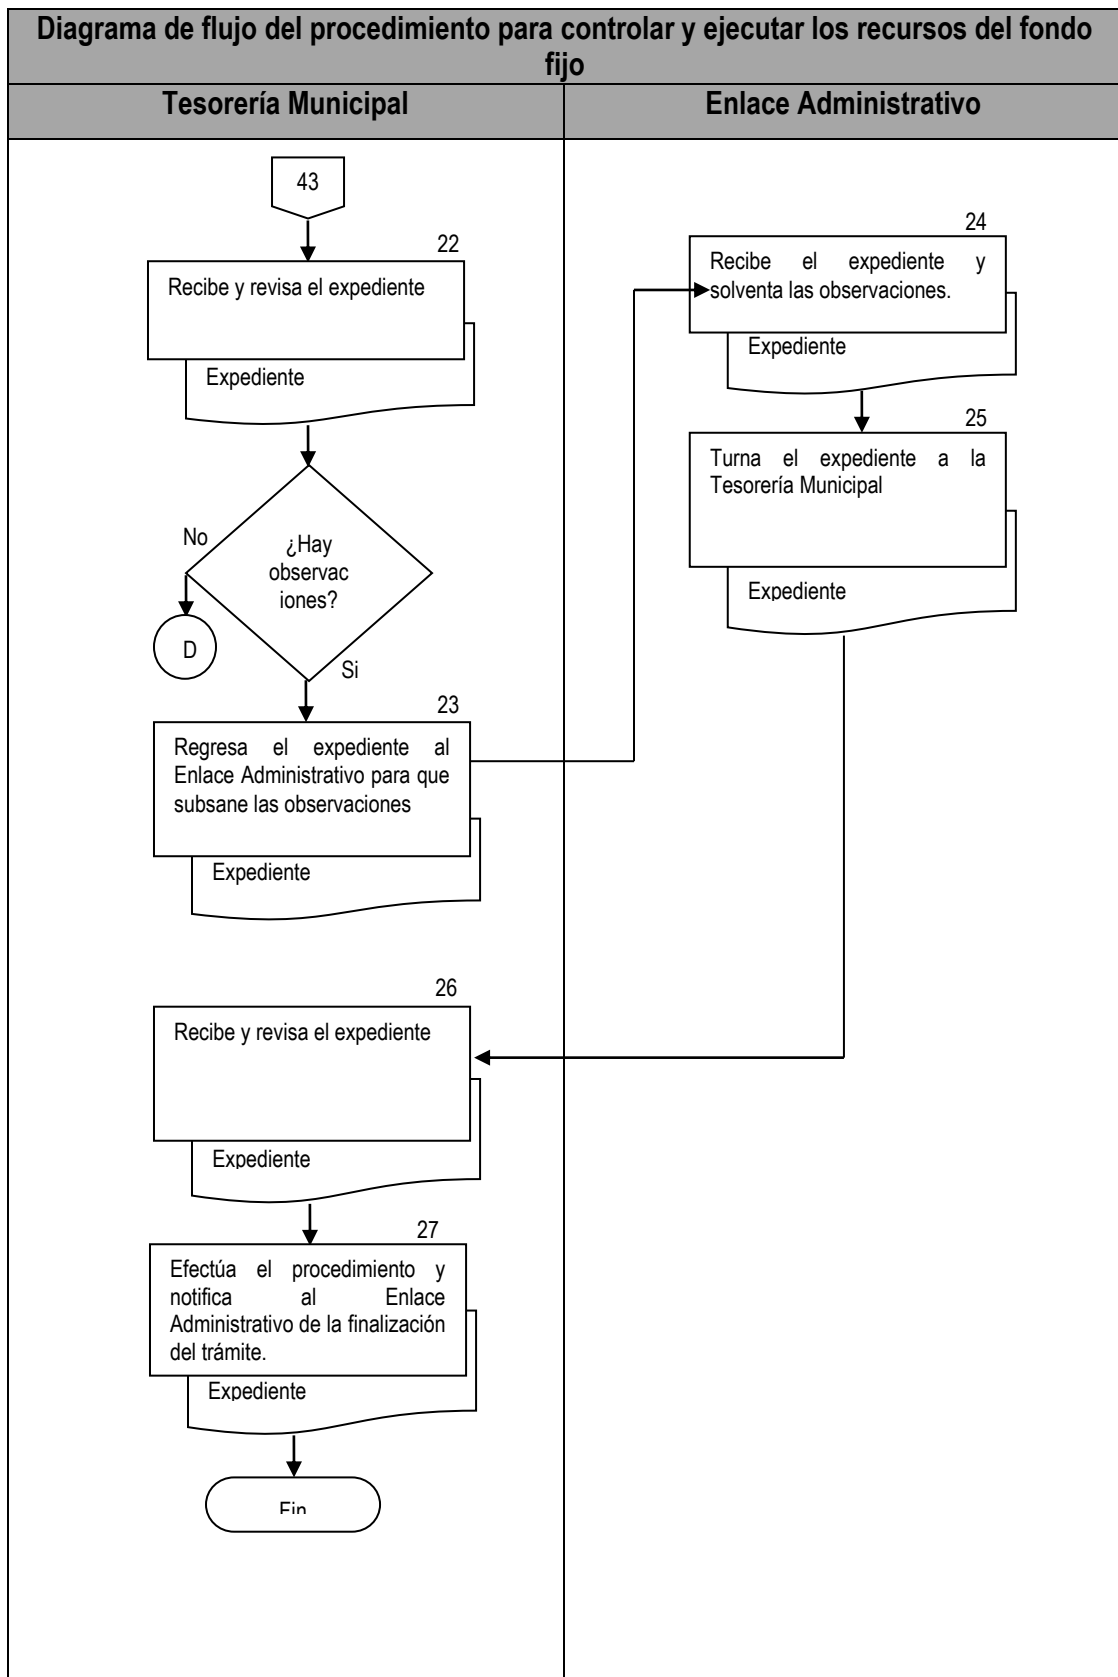 Diagrama de flujo del procedimiento para controlar y ejecutar los recursos del fondo
fijo
Tesorería Municipal
Enlace Administrativo
43
22
Recibe y revisa el expediente
Expediente
No
¿Hay
observac
iones?
D
Si
23
Regresa el expediente al
Enlace Administrativo para que
subsane las observaciones
Expediente
24
Recibe el expediente y
solventa las observaciones.
Expediente
25
Turna el expediente a la
Tesorería Municipal
Expediente
26
Recibe y revisa el expediente
Expediente
27
Efectúa el procedimiento y
notifica al Enlace
Administrativo de la finalización
del trámite.
Expediente
Fin